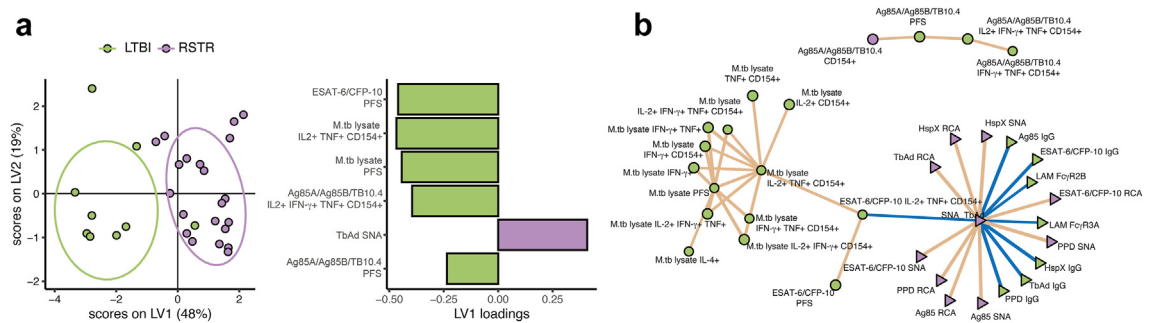 a
LTBI
RSTR
scores on LV2 (19%)
2
1
0
−1
−2
−4
−2
0
2
scores on LV1 (48%)
ESAT-6/CFP-10
PFS
M.tb lysate
IL2+ TNF+ CD154+
M.tb lysate
PFS
Ag85A/Ag85B/TB10.4
IL2+ IFN-γ+ TNF+ CD154+
TbAd SNA
Ag85A/Ag85B/TB10.4
PFS
−0.50
−0.25
0.00
0.25
LV1 loadings
b
Ag85A/Ag85B/TB10.4
PFS
Ag85A/Ag85B/TB10.4
IL2+ IFN-γ+ TNF+ CD154+
Ag85A/Ag85B/TB10.4
CD154+
Ag85A/Ag85B/TB10.4
IFN-γ+ TNF+ CD154+
M.tb lysate
TNF+ CD154+
M.tb lysate
IL-2+ CD154+
M.tb lysate
IL-2+ IFN-γ+ TNF+ CD154+
M.tb lysate IFN-γ+ TNF+
M.tb lysate
IFN-γ+ CD154+
M.tb lysate IFN-γ+
M.tb lysate
IL-2+ TNF+ CD154+
M.tb lysate PFS
M.tb lysate IL-2+ IFN-γ+ TNF+
M.tb lysate
IFN-γ+ TNF+ CD154+
M.tb lysate IL-2+ IFN-γ+ CD154+
M.tb lysate IL-4+
ESAT-6/CFP-10 IL-2+ TNF+ CD154+
ESAT-6/CFP-10
PFS
SNA TbAd
HspX RCA
HspX SNA
Ag85 IgG
ESAT-6/CFP-10 IgG
TbAd RCA
LAM FcγR2B
ESAT-6/CFP-10 RCA
LAM FcγR3A
PPD SNA
ESAT-6/CFP-10 SNA
HspX IgG
PPD RCA
TbAd IgG
PPD IgG
Ag85 RCA
Ag85 SNA